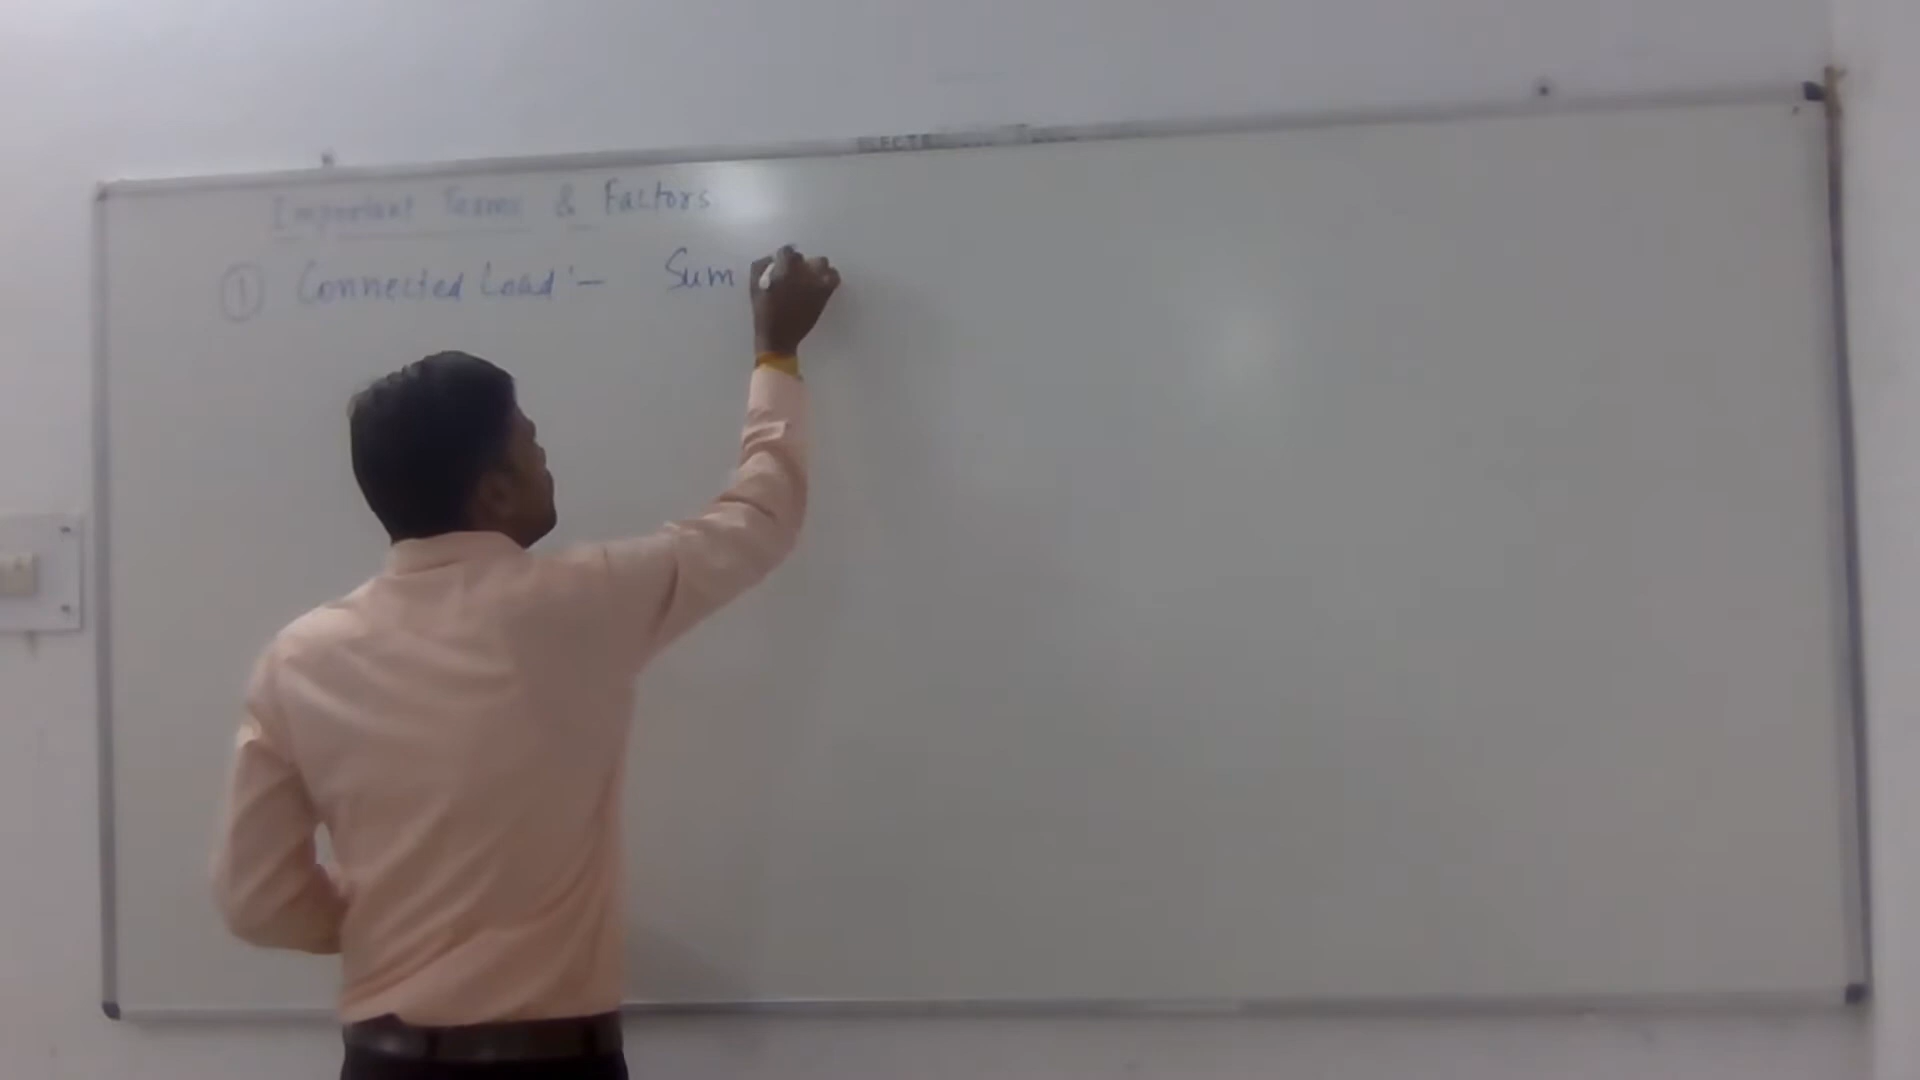 Important Terms & Factors
① Connected Load :- Sum